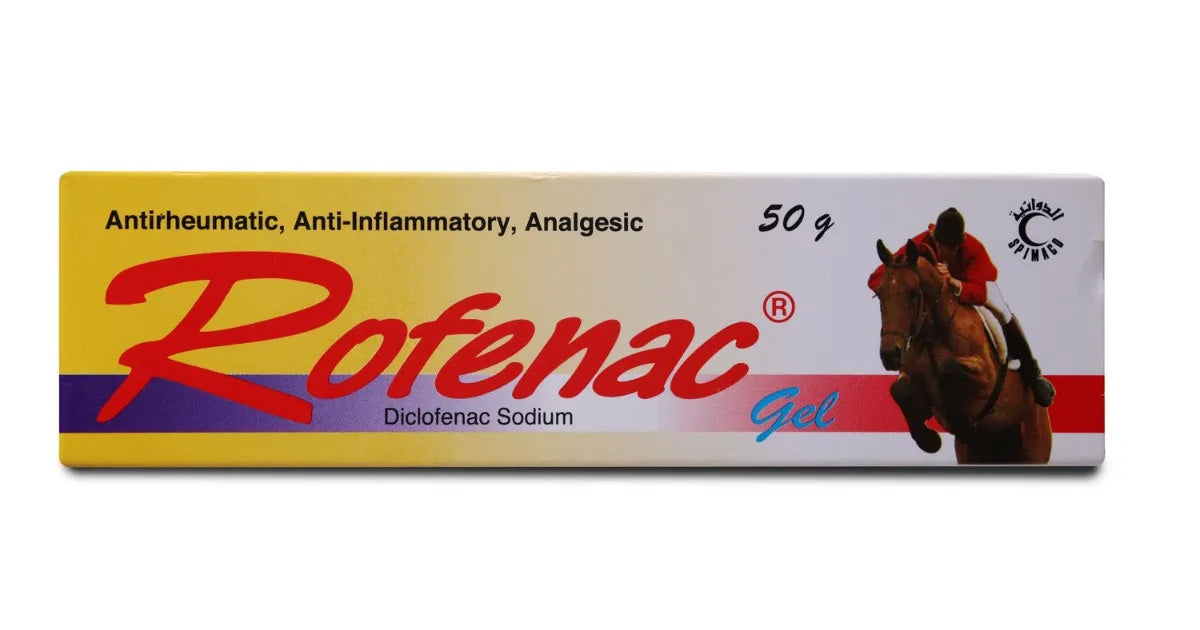 Antirheumatic, Anti-Inflammatory, Analgesic
50 g
الدوائية
SPIMACO
Rofenac®
Gel
Diclofenac Sodium